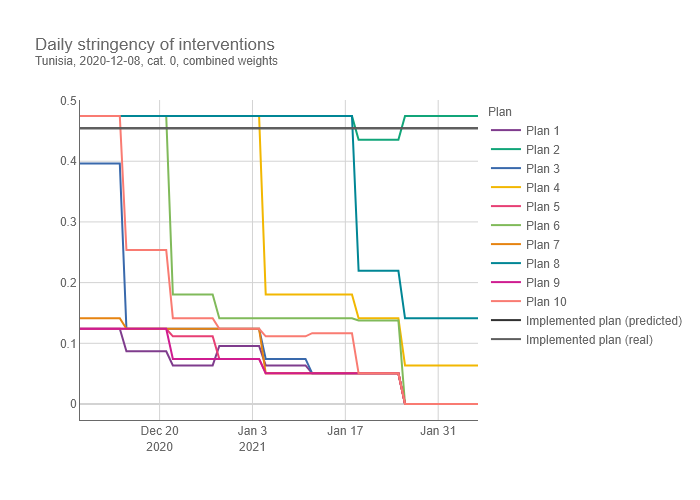 Daily stringency of interventions
Tunisia, 2020-12-08, cat. 0, combined weights
0.5
0.4
0.3
0.2
0.1
0
Dec 20
2020
Jan 3
2021
Jan 17
Jan 31
Plan
Plan 1
Plan 2
Plan 3
Plan 4
Plan 5
Plan 6
Plan 7
Plan 8
Plan 9
Plan 10
Implemented plan (predicted)
Implemented plan (real)